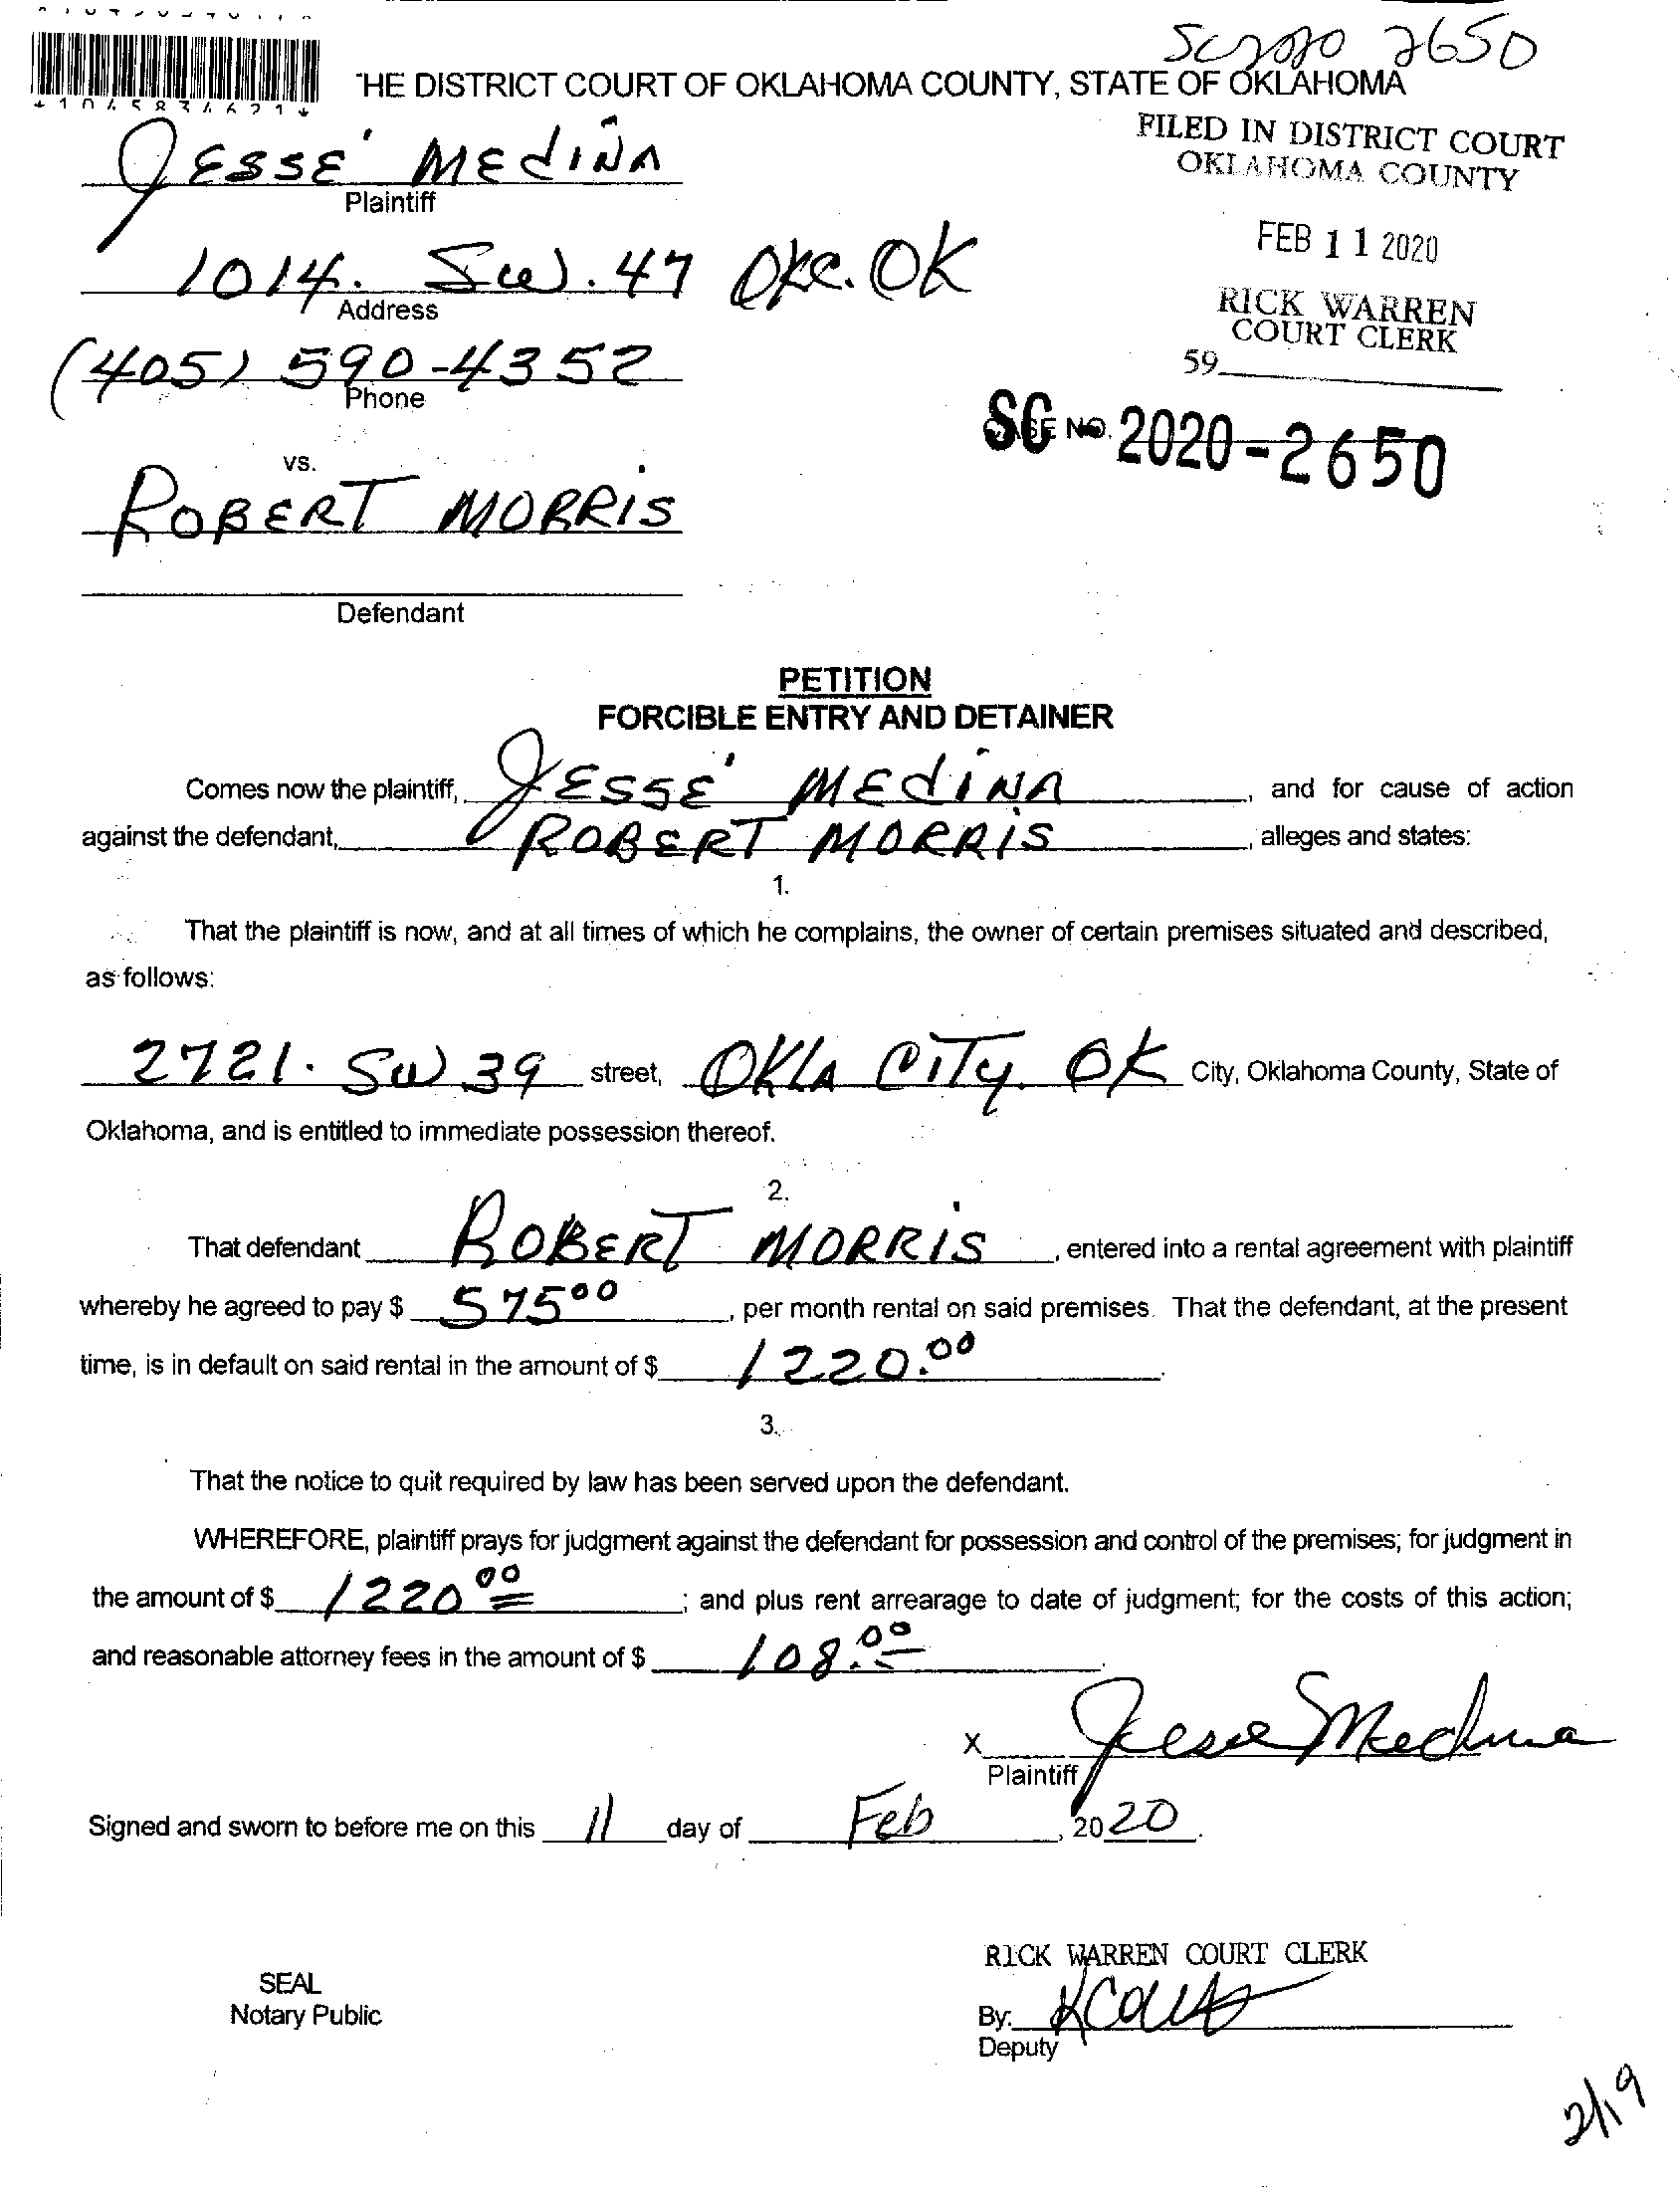 SC2020 2650
THE DISTRICT COURT OF OKLAHOMA COUNTY, STATE OF OKLAHOMA
FILED IN DISTRICT COURT
OKLAHOMA COUNTY
FEB 11 2020
RICK WARREN
COURT CLERK
59
JESSE MEDINA
Plaintiff
1014. SW. 47 OKC. OK
Address
(405) 590-4352
Phone
CASE NO. SC 2020-2650
vs.
ROBERT MORRIS
Defendant
PETITION
FORCIBLE ENTRY AND DETAINER
Comes now the plaintiff, JESSE MEDINA, and for cause of action
against the defendant, ROBERT MORRIS, alleges and states:
1.
That the plaintiff is now, and at all times of which he complains, the owner of certain premises situated and described,
as follows:
2721. SW 39 street, OKLA CITY. OK City, Oklahoma County, State of
Oklahoma, and is entitled to immediate possession thereof.
2.
That defendant ROBERT MORRIS, entered into a rental agreement with plaintiff
whereby he agreed to pay $ 575 00, per month rental on said premises. That the defendant, at the present
time, is in default on said rental in the amount of $ 1220.00.
3.
That the notice to quit required by law has been served upon the defendant.
WHEREFORE, plaintiff prays for judgment against the defendant for possession and control of the premises; for judgment in
the amount of $ 1220 00; and plus rent arrearage to date of judgment; for the costs of this action;
and reasonable attorney fees in the amount of $ 108.00.
X Jesse Medina
Plaintiff
Signed and sworn to before me on this 11 day of Feb, 2020.
RICK WARREN COURT CLERK
SEAL
Notary Public
By:
Deputy
2/19